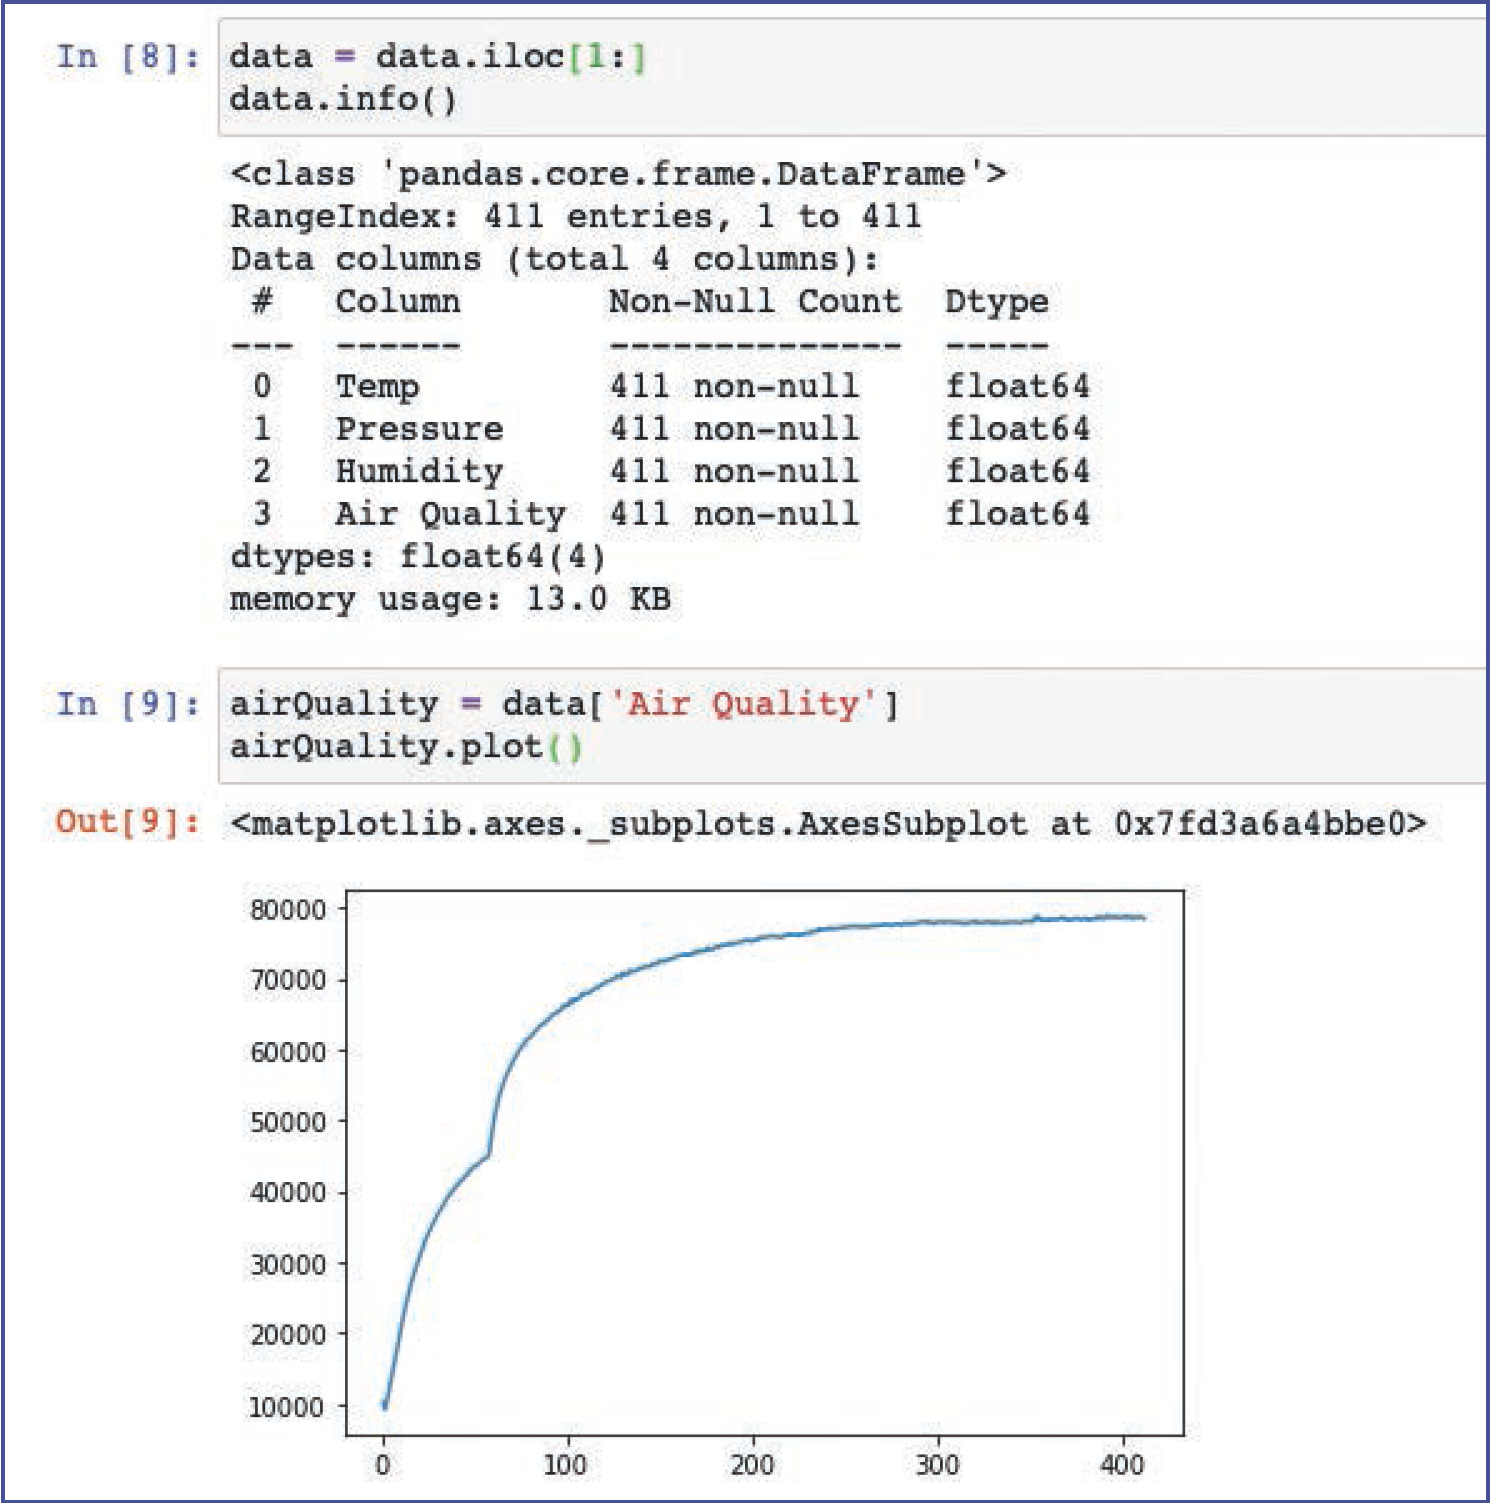 In [8]: data = data.iloc[1:]
data.info()
<class 'pandas.core.frame.DataFrame'>
RangeIndex: 411 entries, 1 to 411
Data columns (total 4 columns):
 #   Column       Non-Null Count  Dtype
---  ------       --------------  -----
 0   Temp         411 non-null    float64
 1   Pressure     411 non-null    float64
 2   Humidity     411 non-null    float64
 3   Air Quality  411 non-null    float64
dtypes: float64(4)
memory usage: 13.0 KB
In [9]: airQuality = data['Air Quality']
airQuality.plot()
Out[9]: <matplotlib.axes._subplots.AxesSubplot at 0x7fd3a6a4bbe0>
80000
70000
60000
50000
40000
30000
20000
10000
0 100 200 300 400